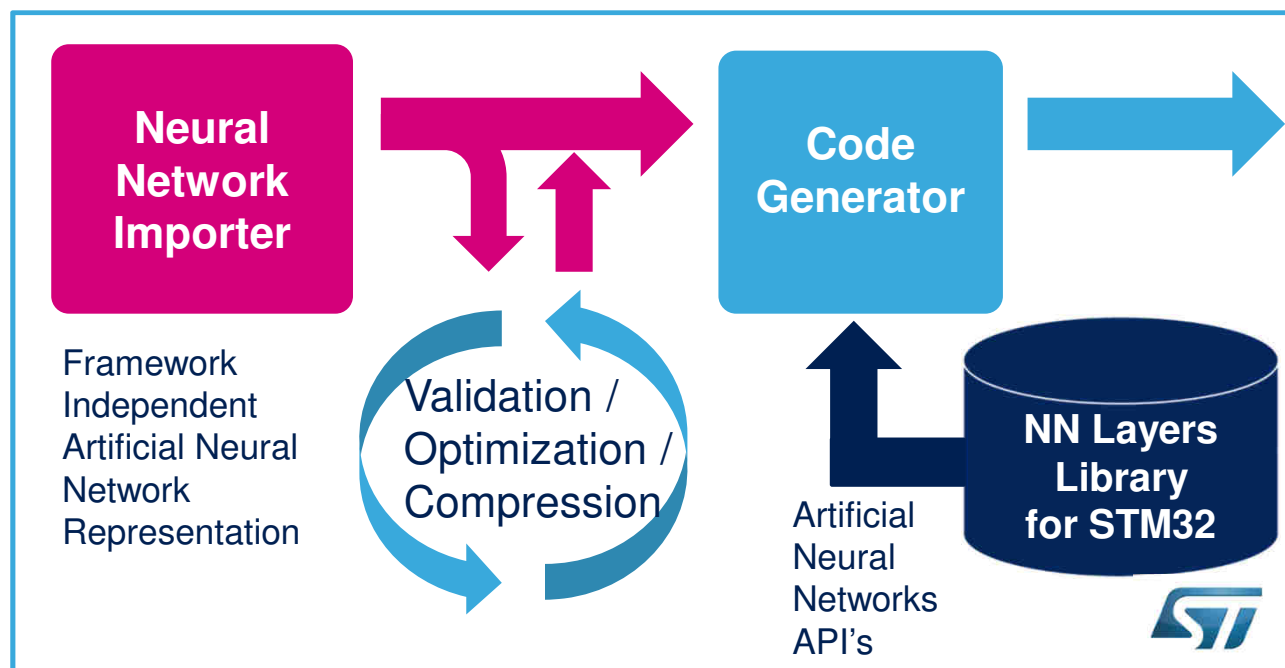 Neural
Network
Importer
Code
Generator
Framework
Independent
Artificial Neural
Network
Representation
Validation /
Optimization /
Compression
NN Layers
Library
for STM32
Artificial
Neural
Networks
API's
ST